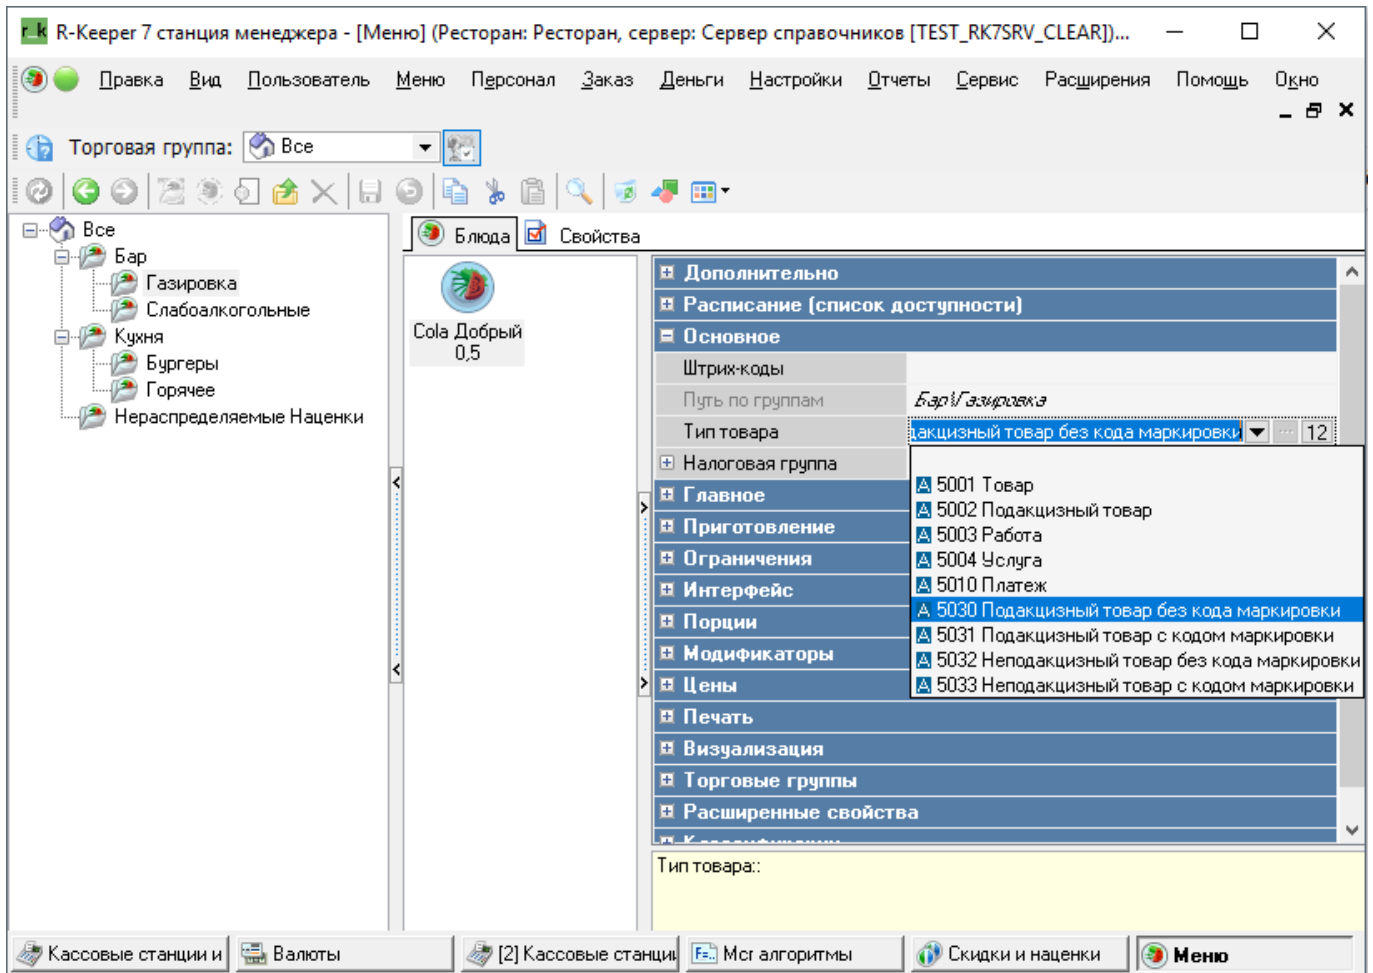 r_k R-Keeper 7 станция менеджера - [Меню] (Ресторан: Ресторан, сервер: Сервер справочников [TEST_RK7SRV_CLEAR])...
Правка Вид Пользователь Меню Персонал Заказ Деньги Настройки Отчеты Сервис Расширения Помощь Окно
Торговая группа: Все
Все
Бар
Газировка
Слабоалкогольные
Кухня
Бургеры
Горячее
Нераспределяемые Наценки
Блюда Свойства
Cola Добрый
0,5
Дополнительно
Расписание (список доступности)
Основное
Штрих-коды
Путь по группам Бар\Газировка
Тип товара дакцизный товар без кода маркировки ... 12
Налоговая группа
Главное
Приготовление
Ограничения
Интерфейс
Порции
Модификаторы
Цены
Печать
Визуализация
Торговые группы
Расширенные свойства
5001 Товар
5002 Подакцизный товар
5003 Работа
5004 Услуга
5010 Платеж
5030 Подакцизный товар без кода маркировки
5031 Подакцизный товар с кодом маркировки
5032 Неподакцизный товар без кода маркировки
5033 Неподакцизный товар с кодом маркировки
Тип товара::
Кассовые станции и Валюты [2] Кассовые станции Мсг алгоритмы Скидки и наценки Меню